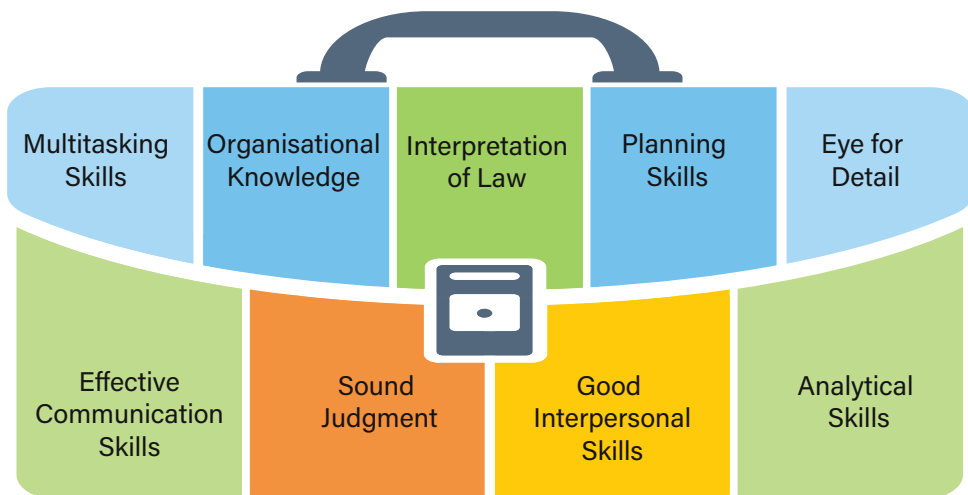 Multitasking
Skills
Organisational
Knowledge
Interpretation
of Law
Planning
Skills
Eye for
Detail
Effective
Communication
Skills
Sound
Judgment
Good
Interpersonal
Skills
Analytical
Skills